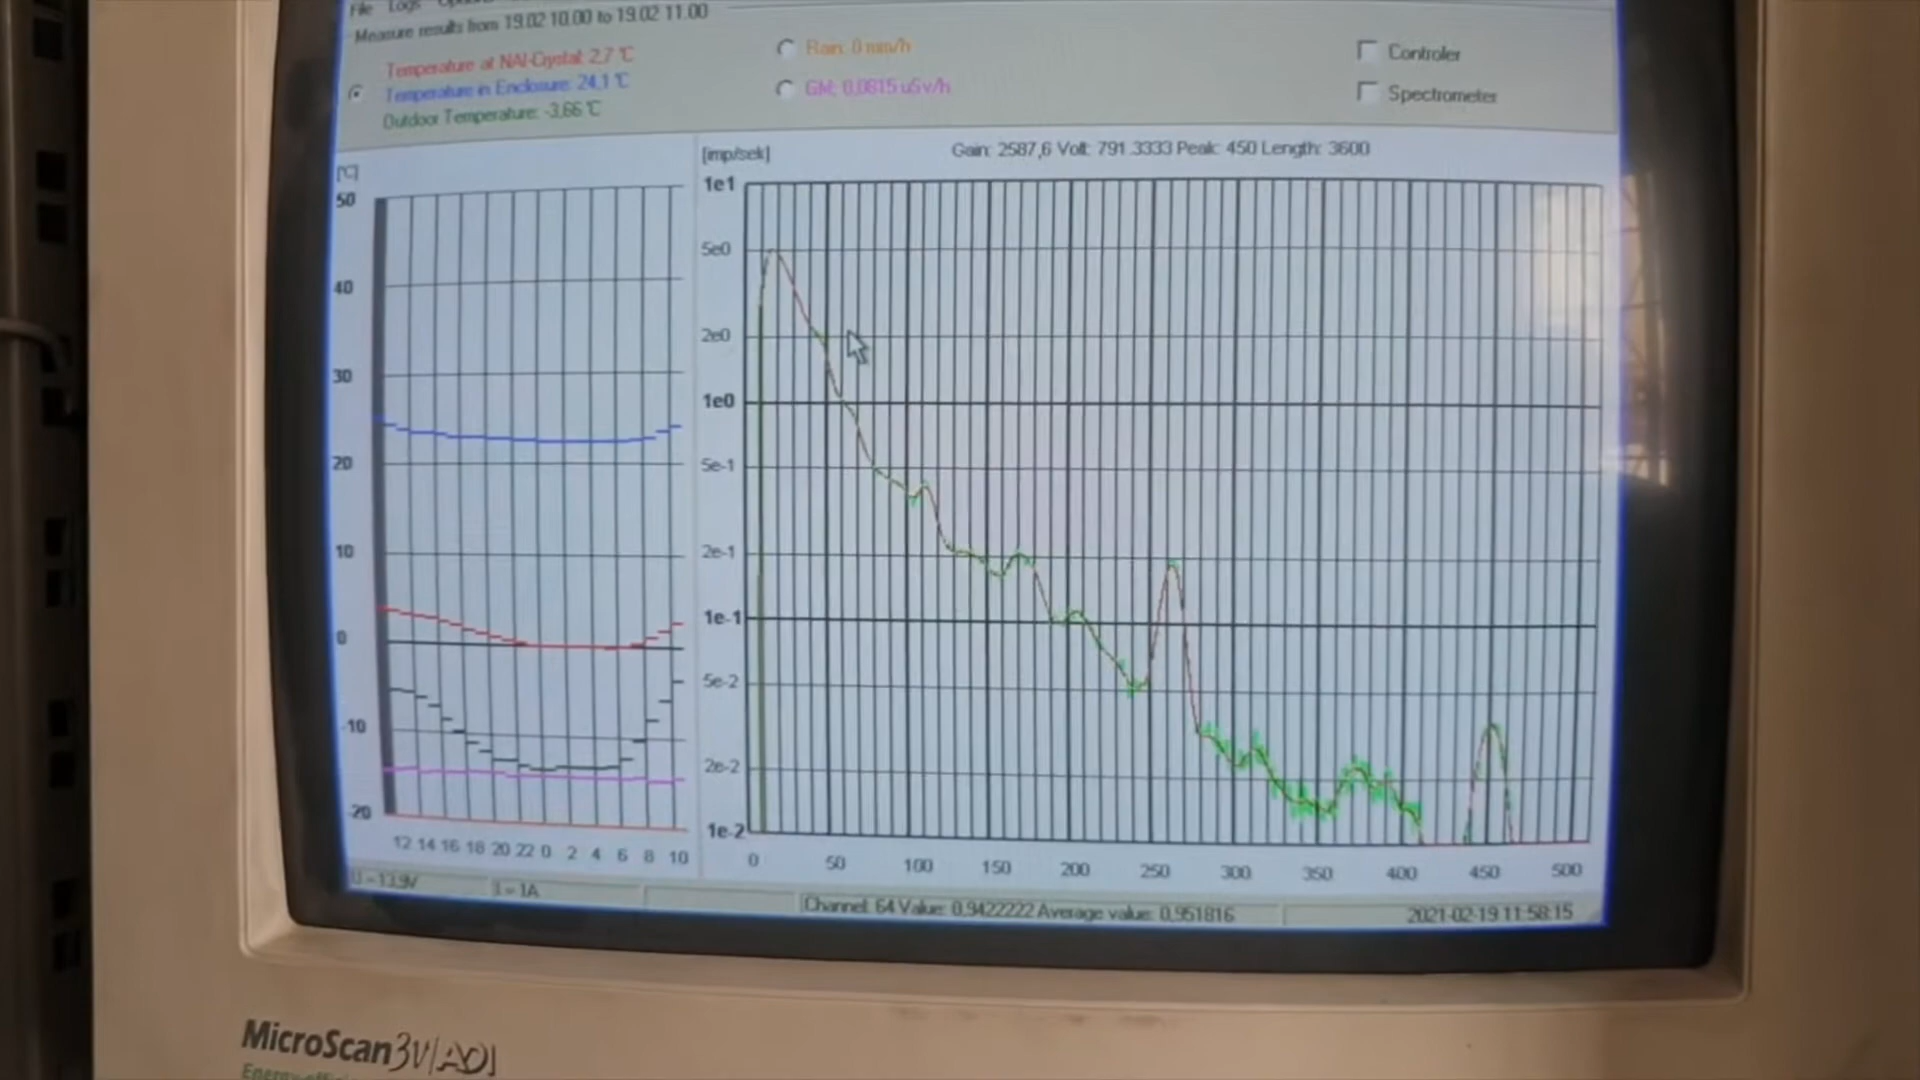 File Logs
Measure results from 19.02 10.00 to 19.02 11.00
Temperature at NAI-Crystal: 2,7 °C
Temperature in Enclosure: 24,1 °C
Outdoor Temperature: -3,66 °C
Rain: 0 mm/h
GM: 0,0815 uSv/h
Controler
Spectrometer
[°C]
50
40
30
20
10
0
-10
-20
12 14 16 18 20 22 0 2 4 6 8 10
[imp/sek]
Gain: 2587,6 Volt: 791.3333 Peak: 450 Length: 3600
1e1
5e0
2e0
1e0
5e-1
2e-1
1e-1
5e-2
2e-2
1e-2
0 50 100 150 200 250 300 350 400 450 500
U = 13,9V
I = 1A
Channel: 64 Value: 0,9422222 Average value: 0,951816
2021-02-19 11:58:15
MicroScan 3V|ADI